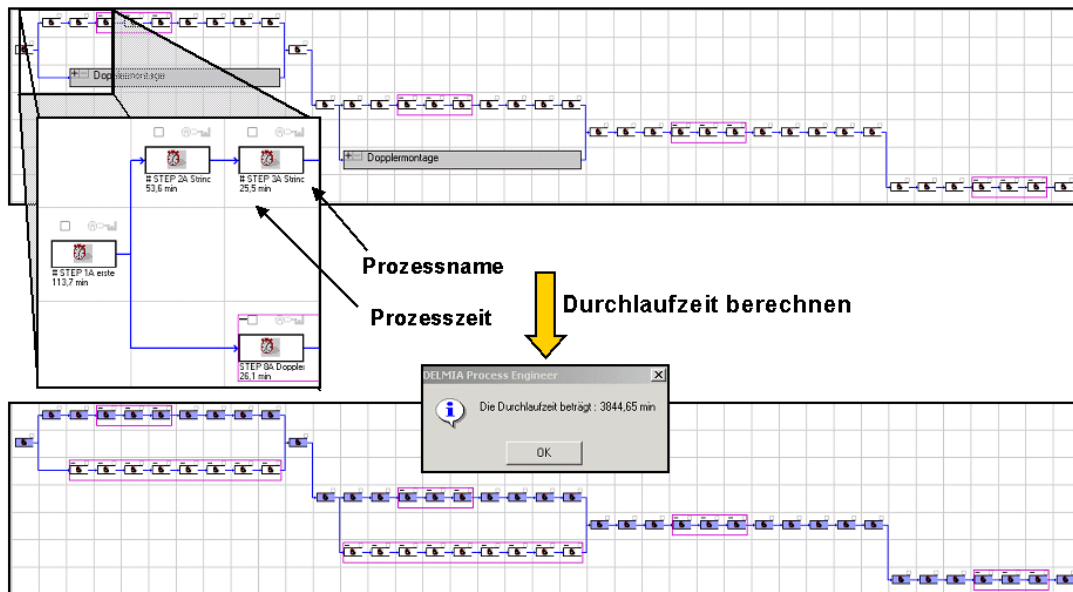 Dopplermontage
Dopplermontage
# STEP 2A Strinc
53,6 min
# STEP 3A Strinc
25,5 min
# STEP 1A erste
113,7 min
STEP 8A Doppler
26,1 min
Prozessname
Prozesszeit
Durchlaufzeit berechnen
DELMIA Process Engineer
Die Durchlaufzeit beträgt : 3844,65 min
OK